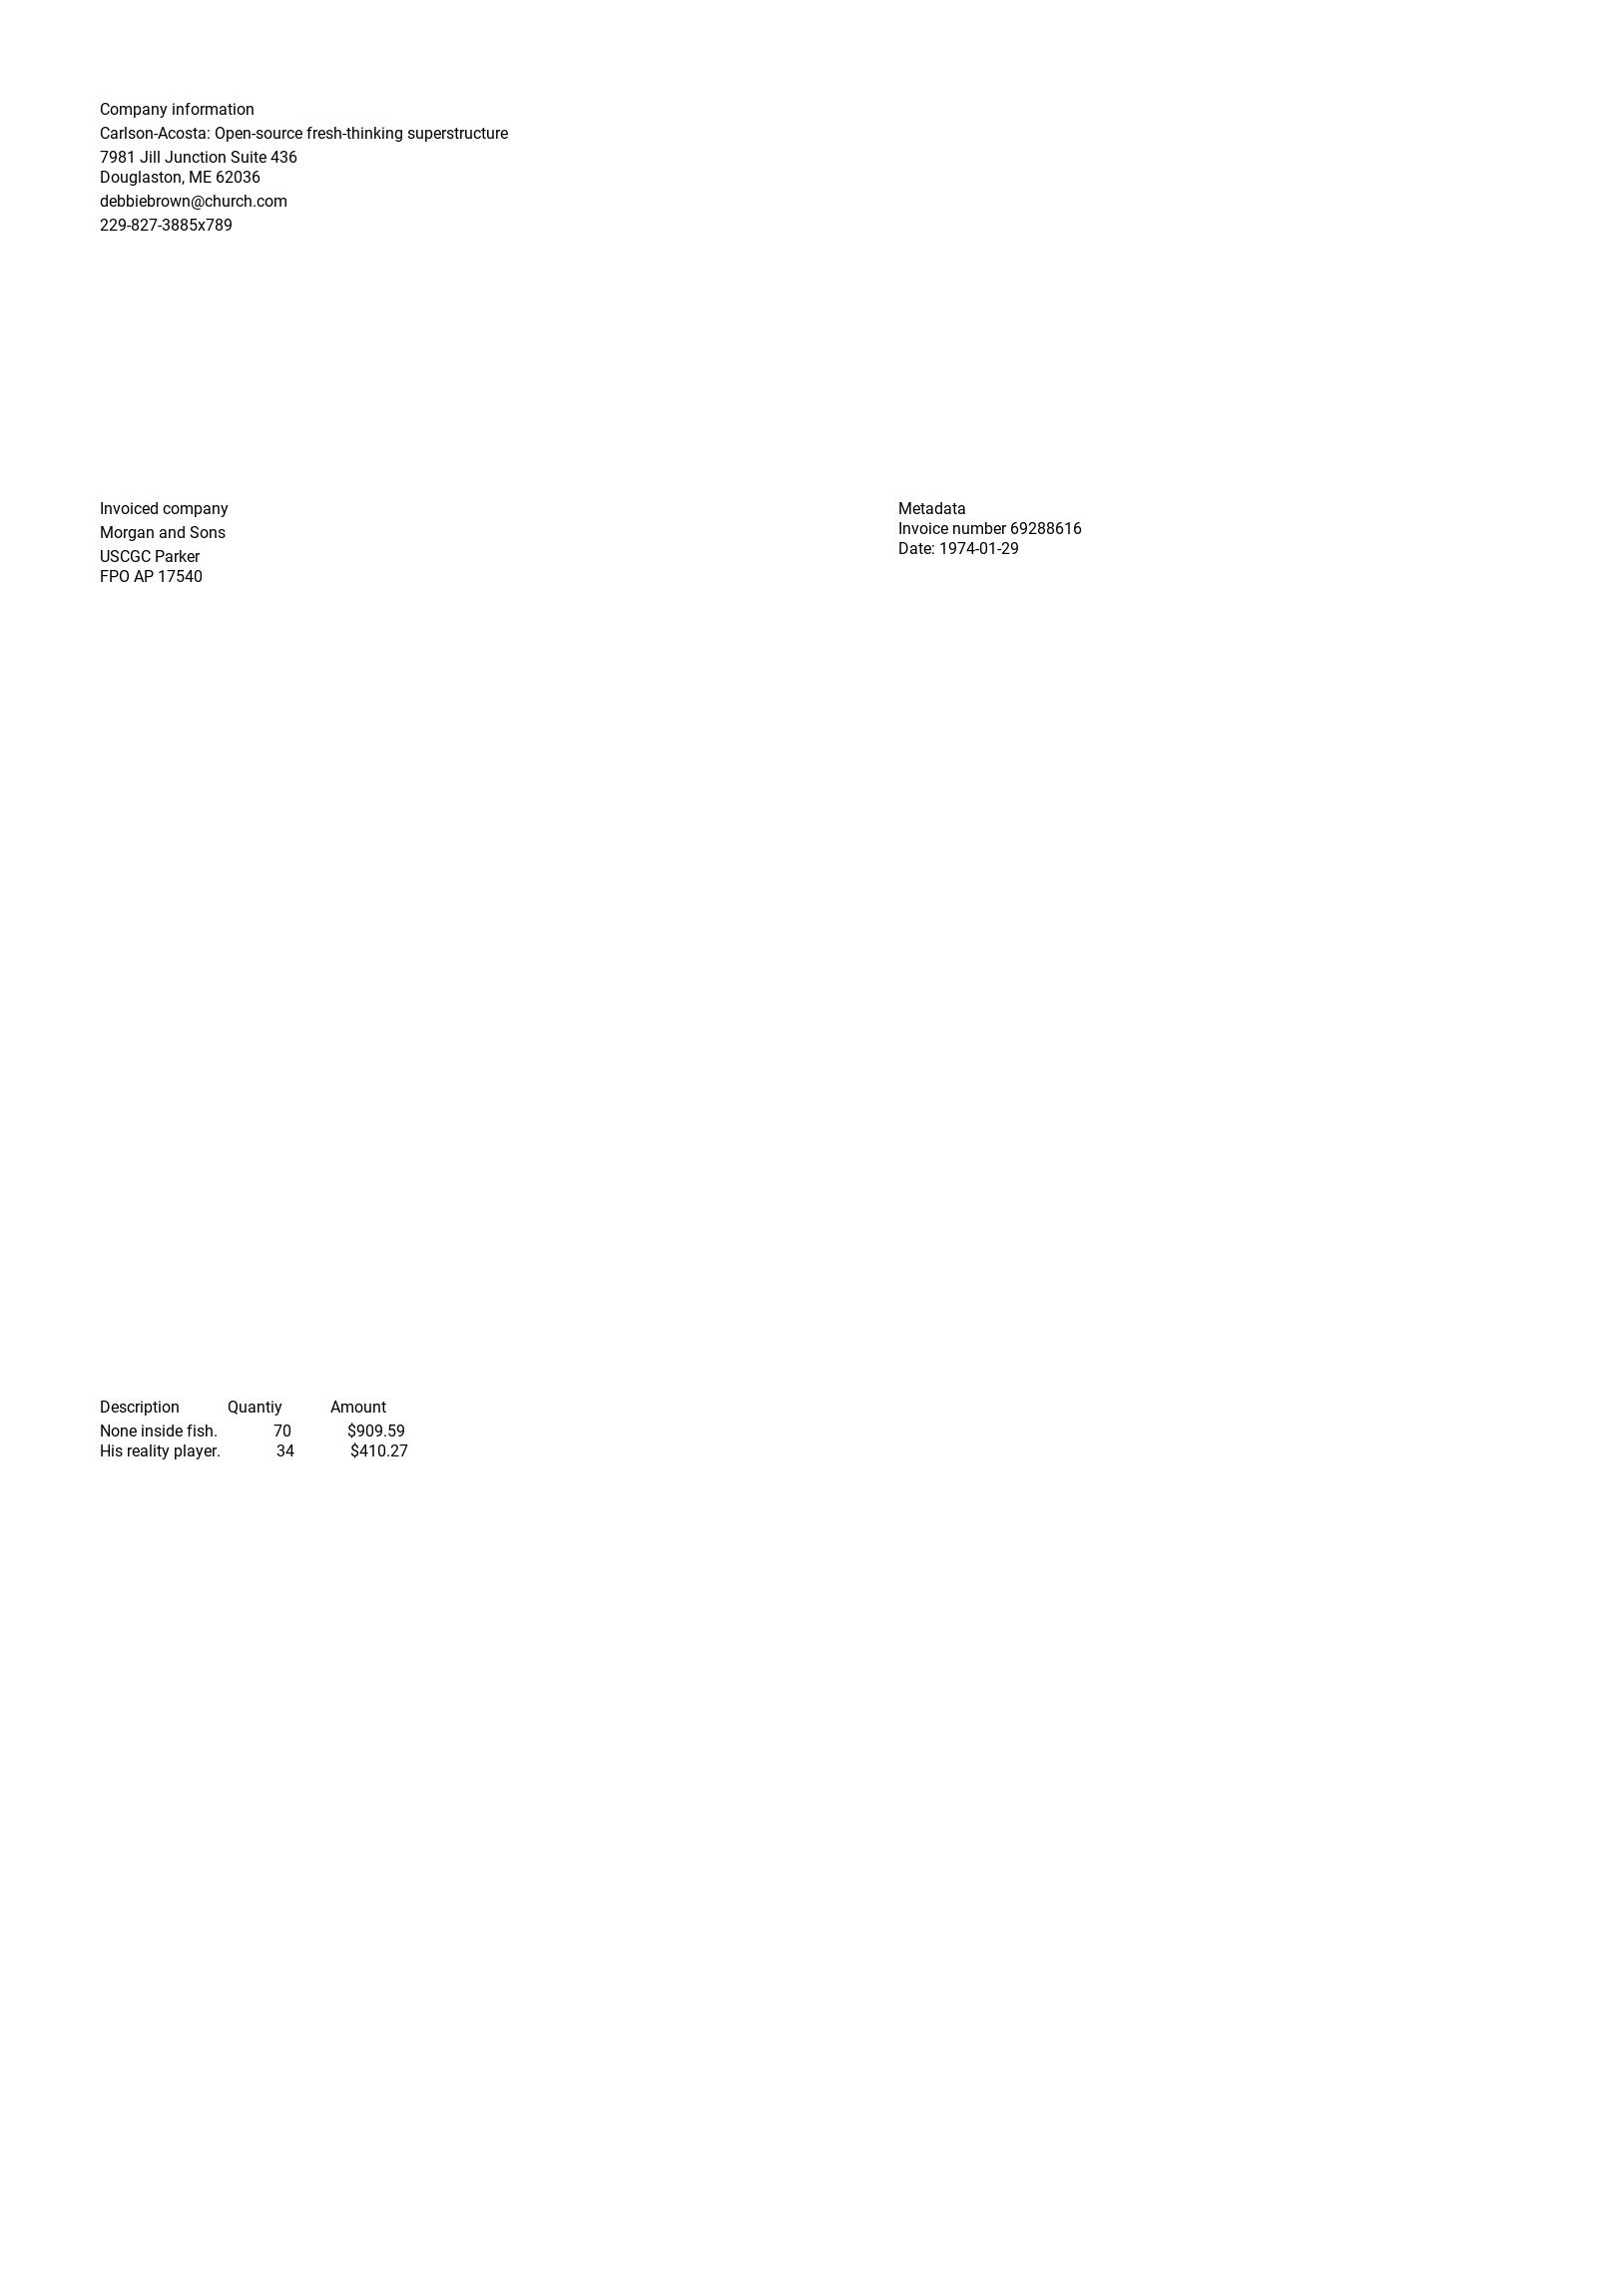 Company information
Carlson-Acosta: Open-source fresh-thinking superstructure
7981 Jill Junction Suite 436
Douglaston, ME 62036
debbiebrown@church.com
229-827-3885x789
Invoiced company
Morgan and Sons
USCGC Parker
FPO AP 17540
Metadata
Invoice number 69288616
Date: 1974-01-29
Description Quantiy Amount
None inside fish. 70 $909.59
His reality player. 34 $410.27